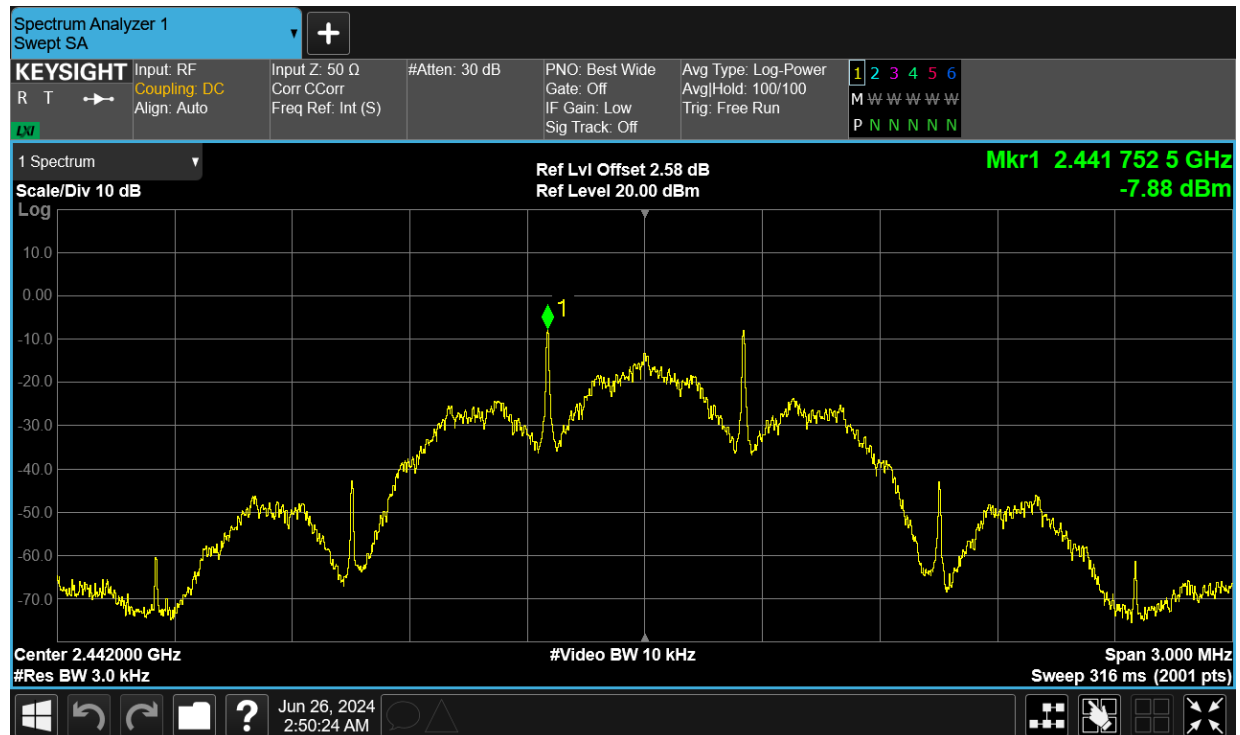 Spectrum Analyzer 1
Swept SA
KEYSIGHT
R T
LXI
Input: RF
Coupling: DC
Align: Auto
Input Z: 50 Ω
Corr CCorr
Freq Ref: Int (S)
#Atten: 30 dB
PNO: Best Wide
Gate: Off
IF Gain: Low
Sig Track: Off
Avg Type: Log-Power
Avg|Hold: 100/100
Trig: Free Run
1 2 3 4 5 6
M W W W W W
P N N N N N N
1 Spectrum
Scale/Div 10 dB
Ref Lvl Offset 2.58 dB
Ref Level 20.00 dBm
Mkr1 2.441 752 5 GHz
-7.88 dBm
Log
10.0
0.00
-10.0
-20.0
-30.0
-40.0
-50.0
-60.0
-70.0
1
Center 2.442000 GHz
#Res BW 3.0 kHz
#Video BW 10 kHz
Span 3.000 MHz
Sweep 316 ms (2001 pts)
?
Jun 26, 2024
2:50:24 AM